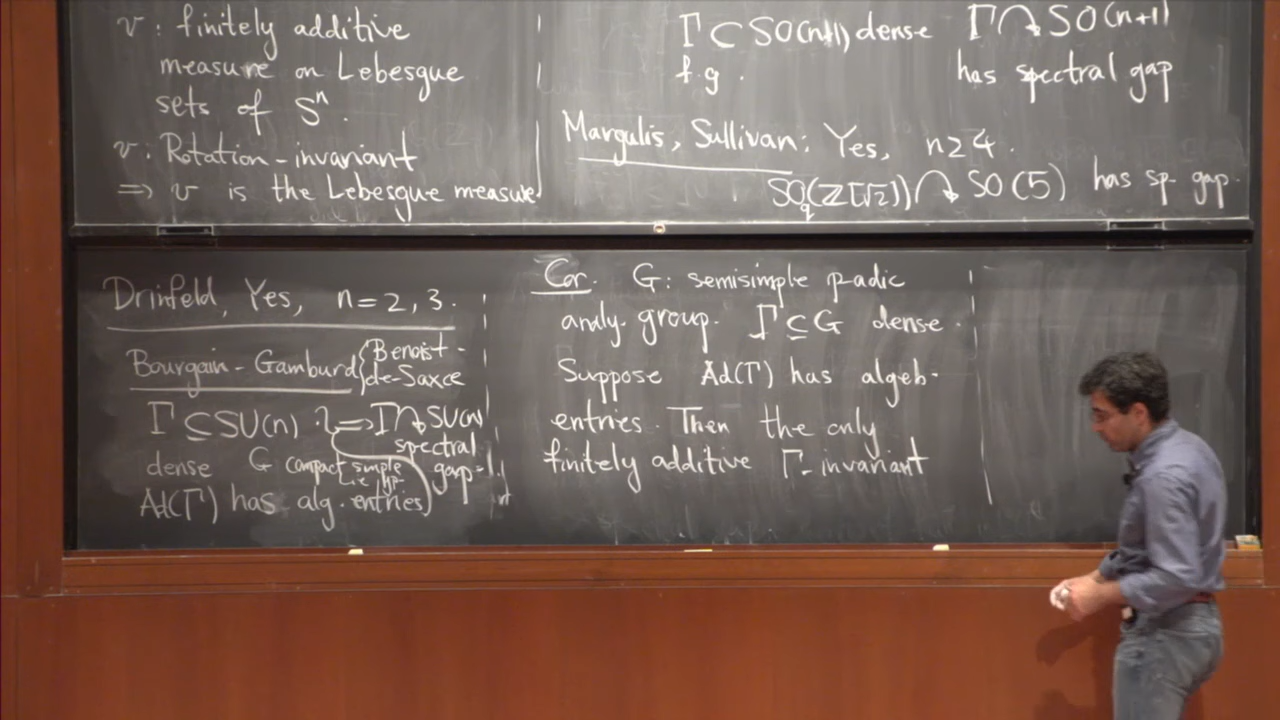 ν : finitely additive
measure on Lebesgue
sets of Sⁿ.
ν : Rotation-invariant
⇒ ν is the Lebesgue measure
Γ ⊂ SO(n+1) dense Γ ↷ SO(n+1)
f.g. has spectral gap
Margulis, Sullivan: Yes, n≥4.
SO_q(ℤ[√2]) ↷ SO(5) has sp. gap.
Drinfeld, Yes, n=2,3.
Bourgain-Gamburd { Benoist-
de-Saxce
Γ ⊆ SU(n) } ⇒ Γ ↷ SU(n)
spectral
dense G compact simple gap
Lie gp.
Ad(Γ) has alg. entries)
Cor. G: semisimple p-adic
analy. group. Γ ⊆ G dense.
Suppose Ad(Γ) has algeb-
entries. Then the only
finitely additive Γ-invariant